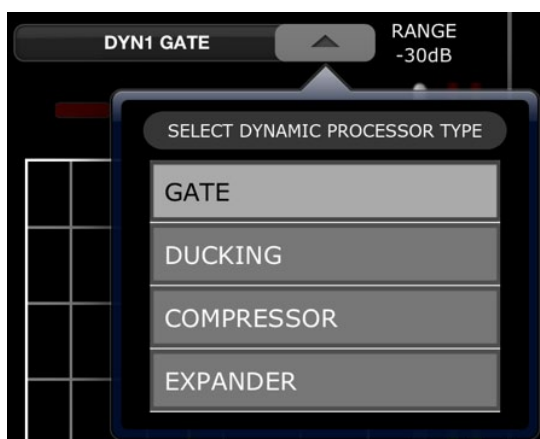 DYN1 GATE
RANGE
-30dB
SELECT DYNAMIC PROCESSOR TYPE
GATE
DUCKING
COMPRESSOR
EXPANDER